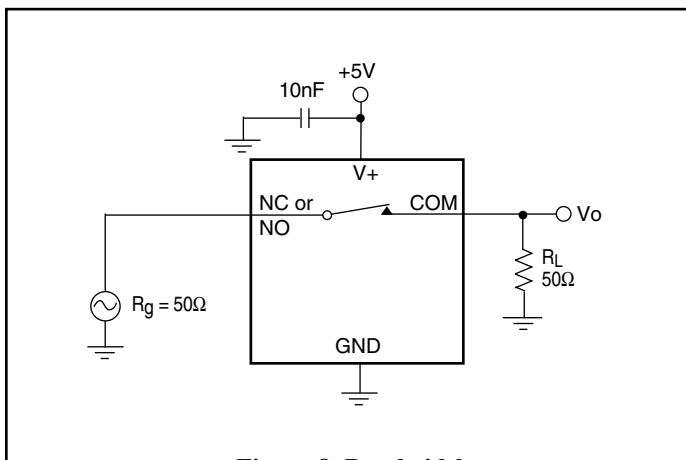 +5V
10nF
V+
NC or
NO
COM
Vo
RL
50Ω
Rg = 50Ω
GND